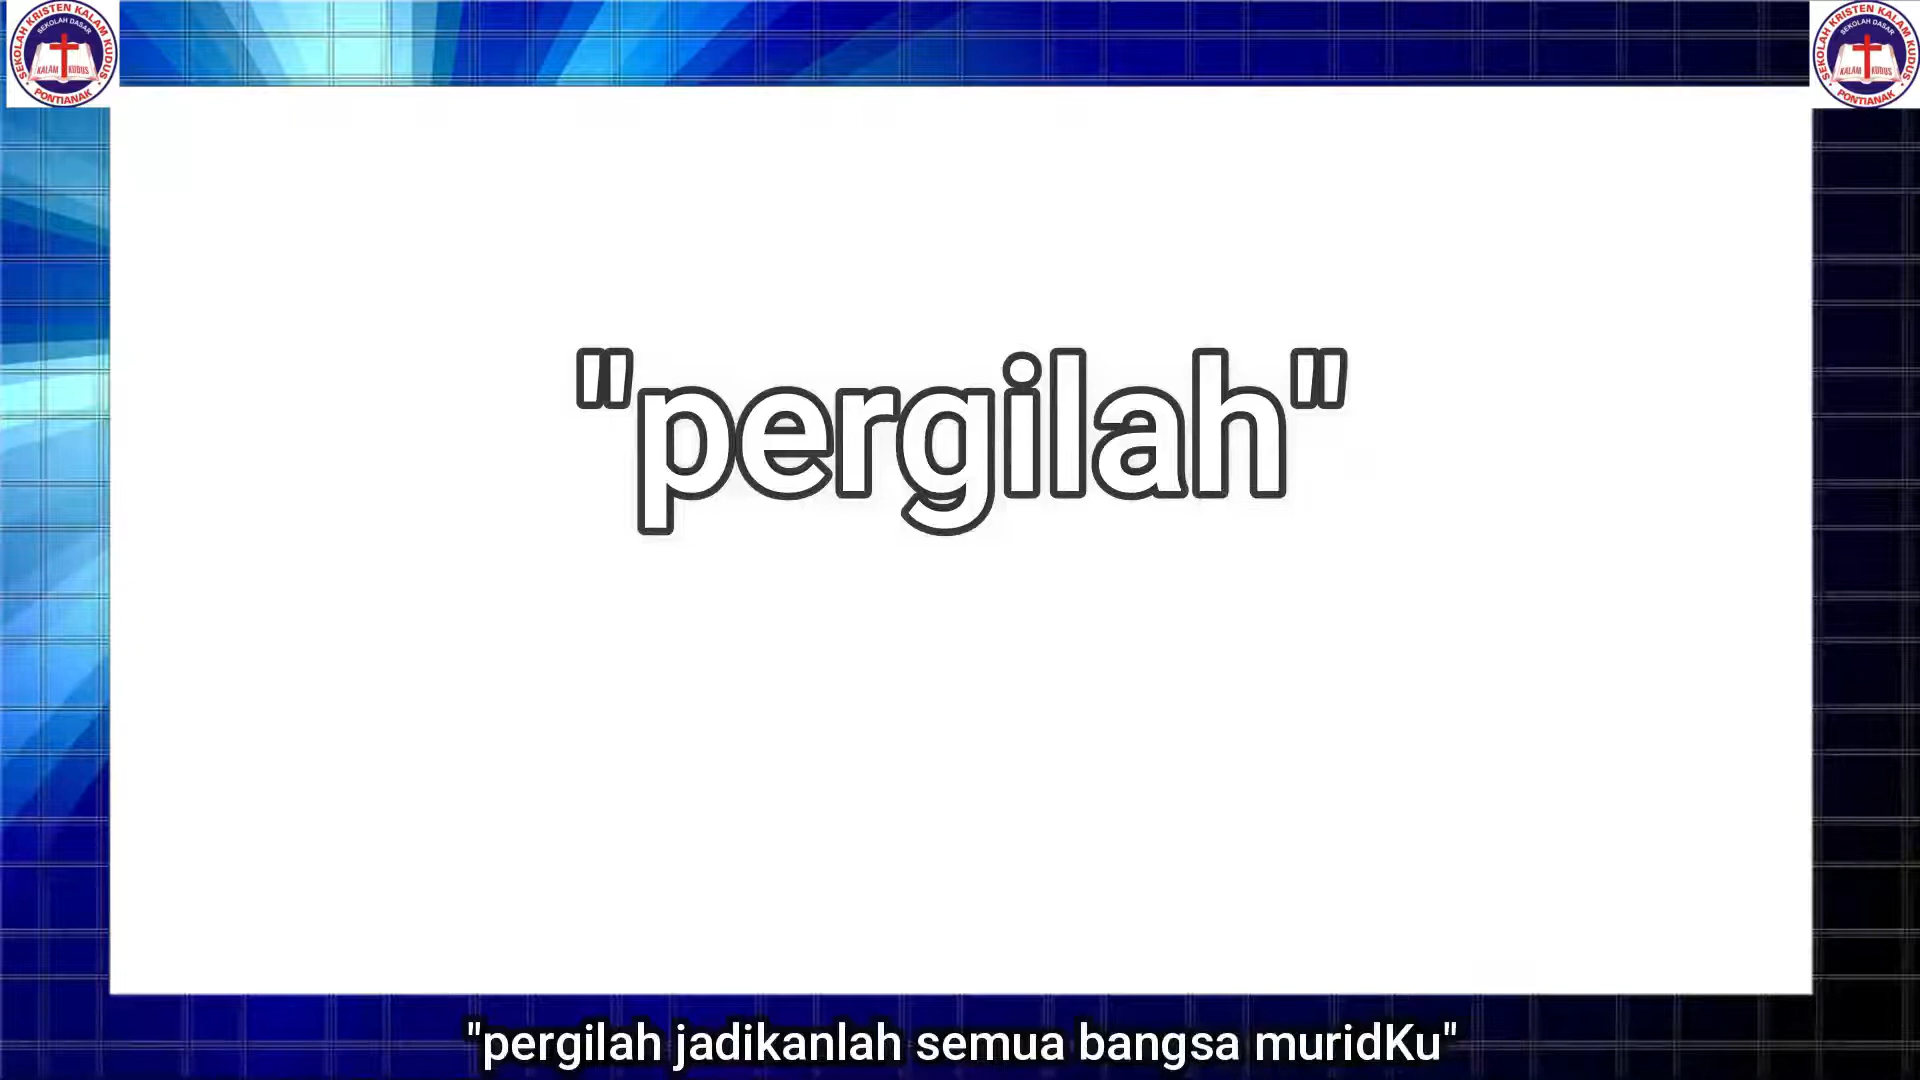 SEKOLAH KRISTEN KALAM KUDUS
SEKOLAH DASAR
KALAM KUDUS
PONTIANAK
SEKOLAH KRISTEN KALAM KUDUS
SEKOLAH DASAR
KALAM KUDUS
PONTIANAK
"pergilah"
"pergilah jadikanlah semua bangsa muridKu"